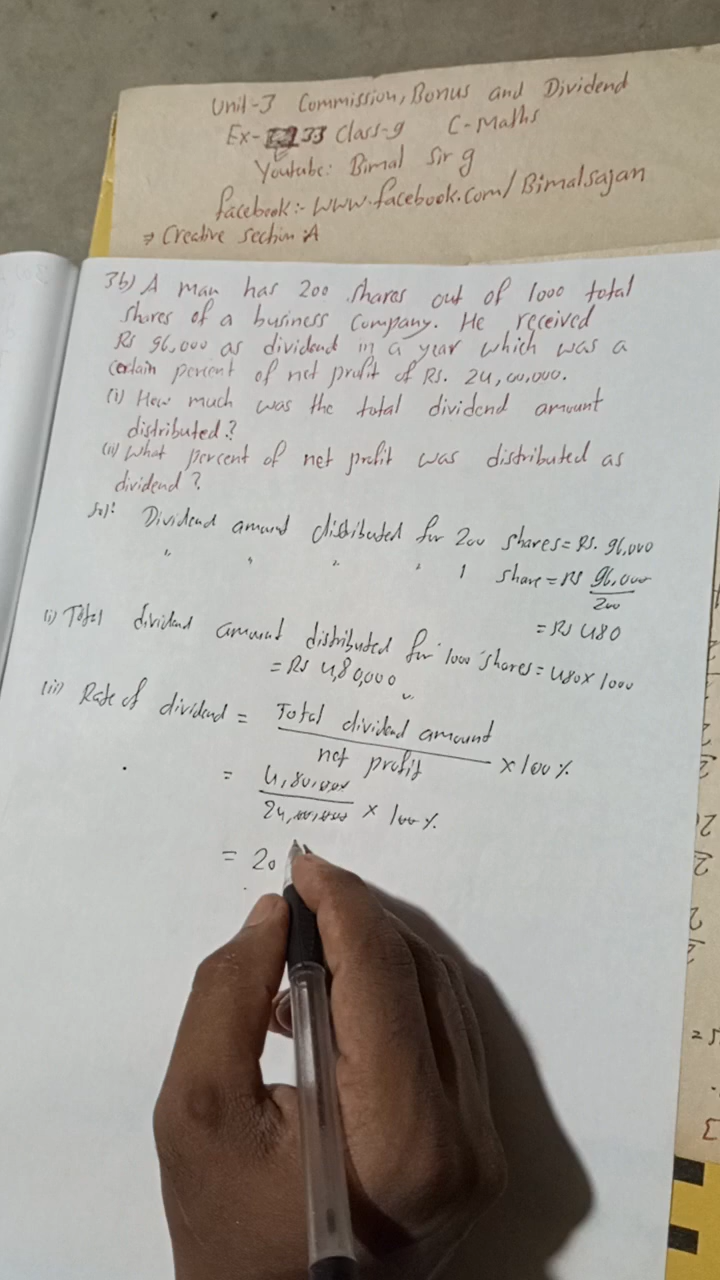 Unit-3 Commission, Bonus and Dividend
Ex- 33 Class-9 C-Maths
Youtube: Bimal Sir g
facebook:- www.facebook.com/Bimalsajan
⇒ Creative section:A
3b) A man has 200 shares out of 1000 total
shares of a business Company. He received
Rs 96,000 as dividend in a year which was a
certain percent of net profit of Rs. 24,00,000.
(i) How much was the total dividend amount
distributed?
(ii) What percent of net profit was distributed as
dividend?
Sol: Dividend amount distributed for 200 shares = Rs. 96,000
" " " " 1 share = Rs 96,000/200
= Rs 480
(i) Total dividend amount distributed for 1000 shares = 480 x 1000
= Rs 4,80,000
(ii) Rate of dividend = Total dividend amount/net profit x 100%
= 4,80,000/24,00,000 x 100%
= 20